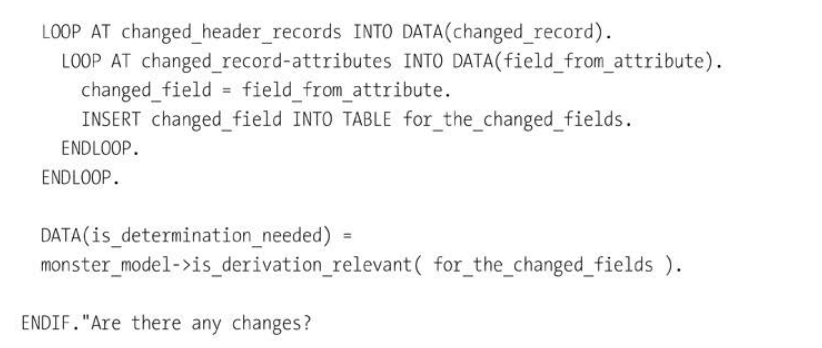 LOOP AT changed_header_records INTO DATA(changed_record).
LOOP AT changed_record-attributes INTO DATA(field_from_attribute).
changed_field = field_from_attribute.
INSERT changed_field INTO TABLE for_the_changed_fields.
ENDLOOP.
ENDLOOP.
DATA(is_determination_needed) =
monster_model->is_derivation_relevant( for_the_changed_fields ).
ENDIF."Are there any changes?